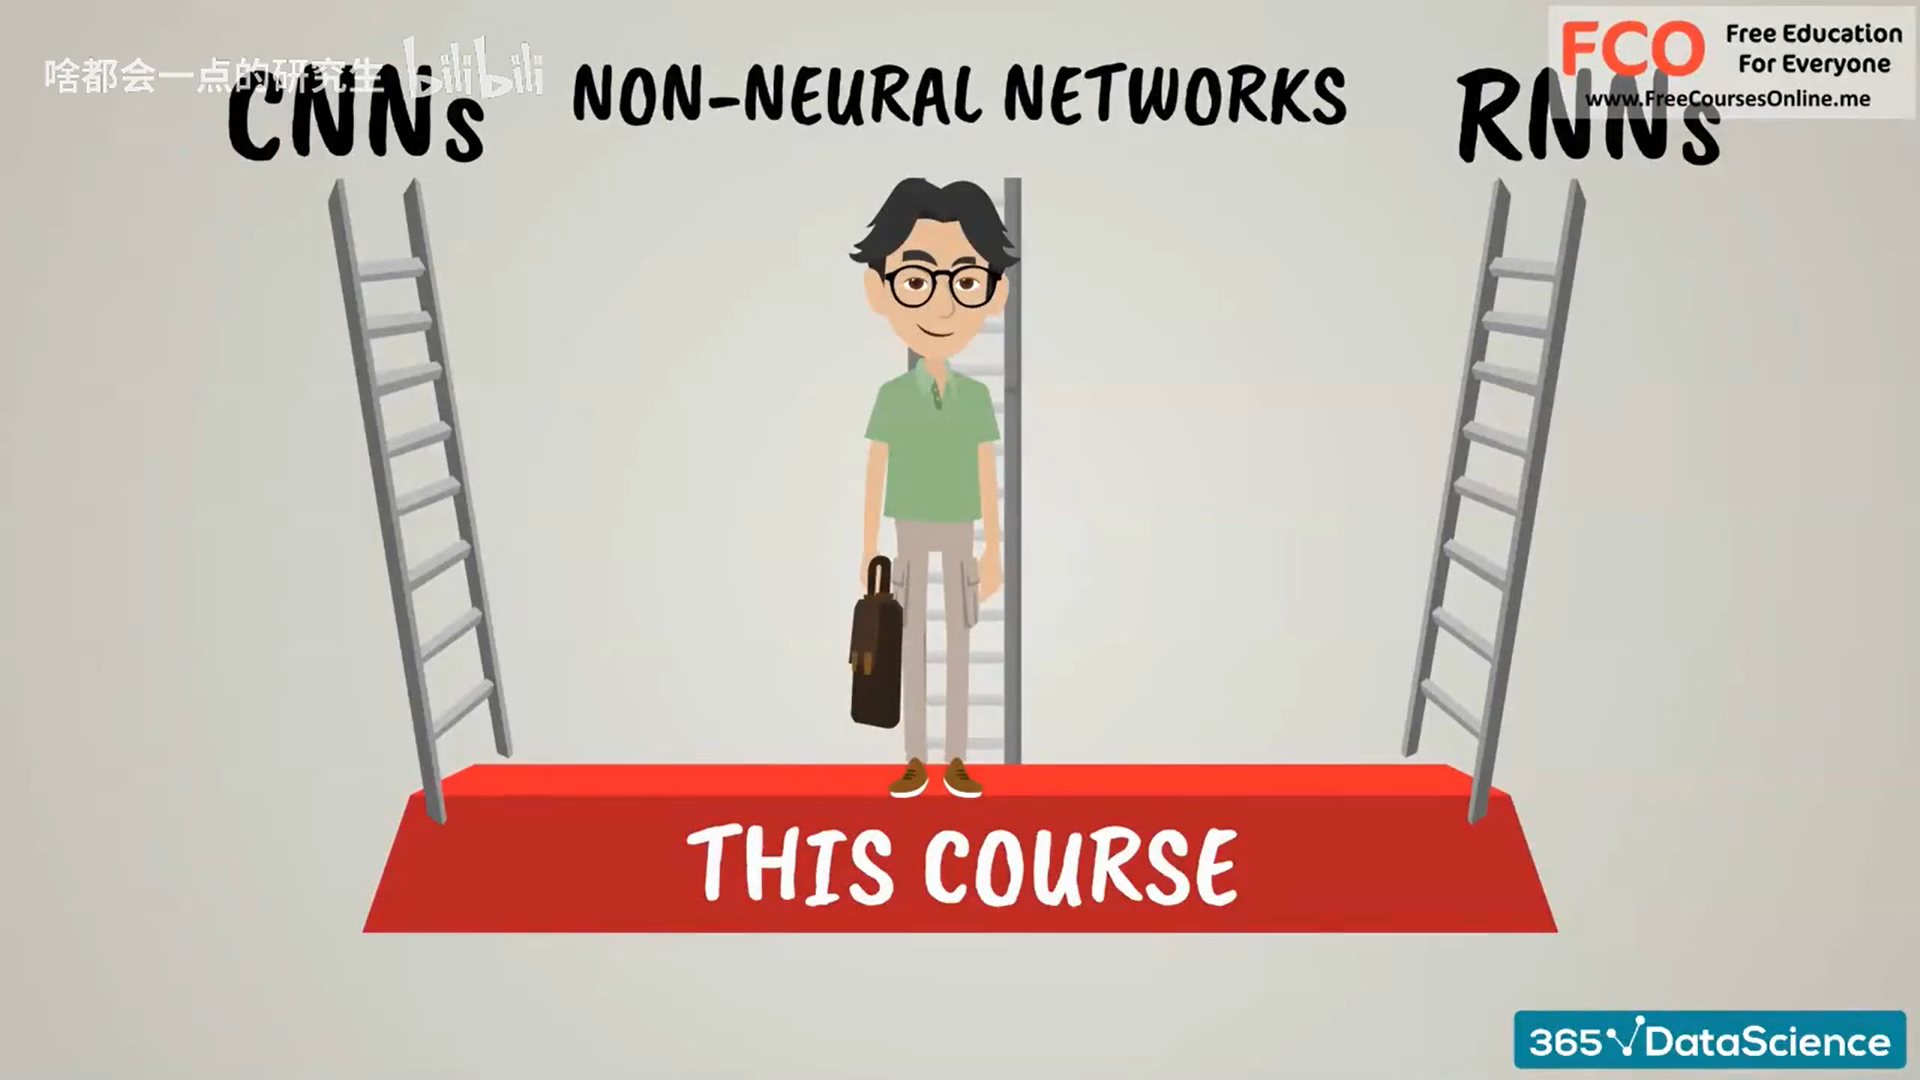 啥都会一点的研究生 bilibili
CNNs
NON-NEURAL NETWORKS
RNNs
FCO
Free Education
For Everyone
www.FreeCoursesOnline.me
THIS COURSE
365 DataScience